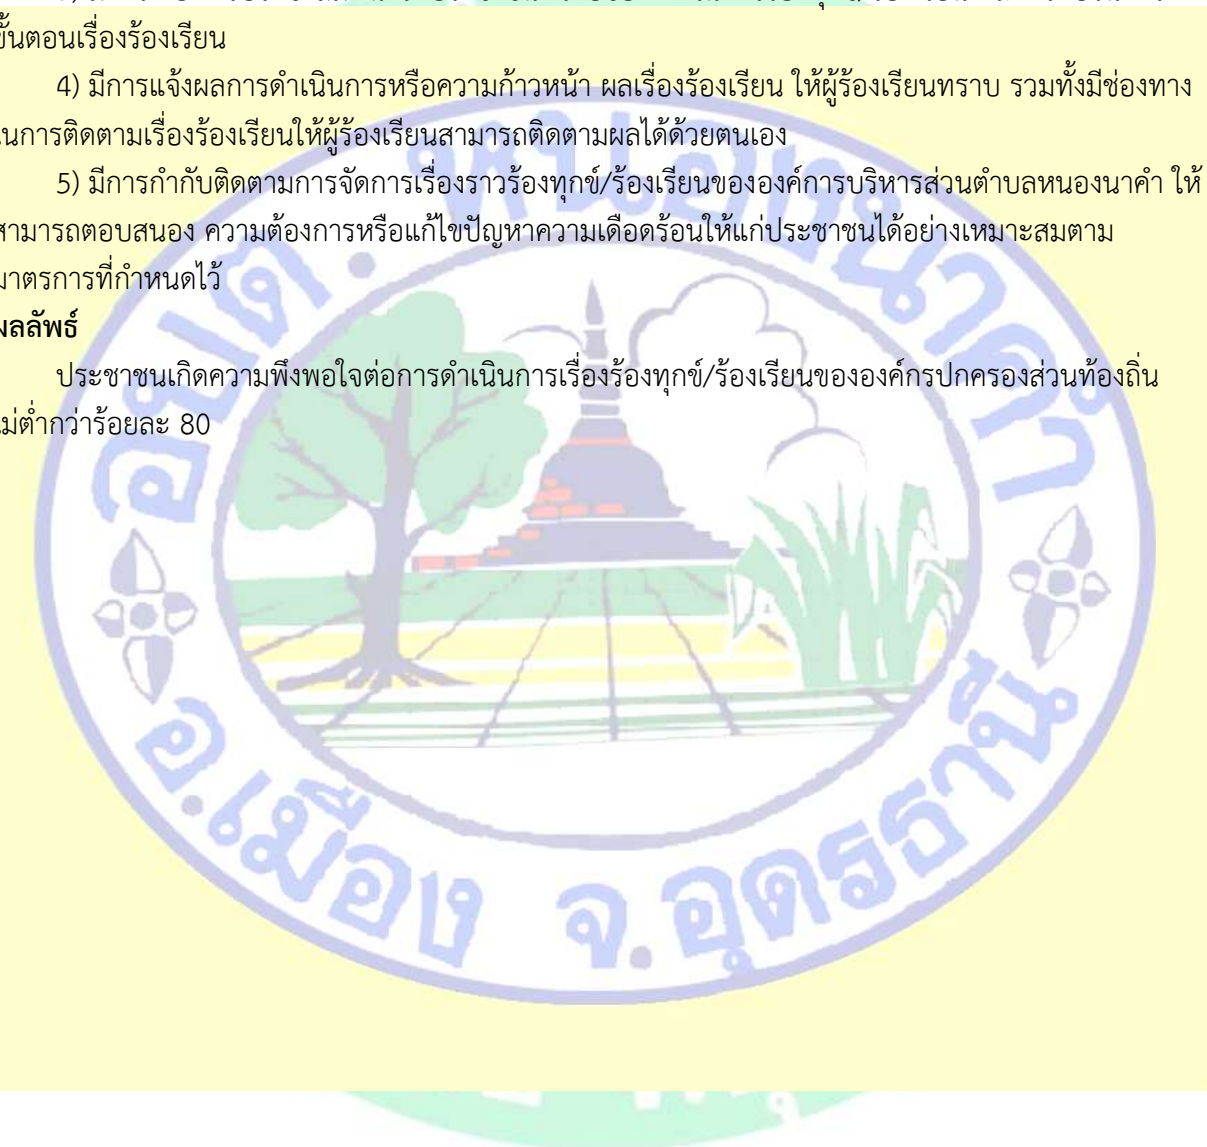 ขั้นตอนเรื่องร้องเรียน
4) มีการแจ้งผลการดำเนินการหรือความก้าวหน้า ผลเรื่องร้องเรียน ให้ผู้ร้องเรียนทราบ รวมทั้งมีช่องทาง
ในการติดตามเรื่องร้องเรียนให้ผู้ร้องเรียนสามารถติดตามผลได้ด้วยตนเอง
5) มีการกำกับติดตามการจัดการเรื่องราวร้องทุกข์/ร้องเรียนขององค์การบริหารส่วนตำบลหนองนาคำ ให้
สามารถตอบสนอง ความต้องการหรือแก้ไขปัญหาความเดือดร้อนให้แก่ประชาชนได้อย่างเหมาะสมตาม
มาตรการที่กำหนดไว้
ผลลัพธ์
ประชาชนเกิดความพึงพอใจต่อการดำเนินการเรื่องร้องทุกข์/ร้องเรียนขององค์กรปกครองส่วนท้องถิ่น
ไม่ต่ำกว่าร้อยละ 80
อบต. หนองนาคำ
อ.เมือง จ.อุดรธานี